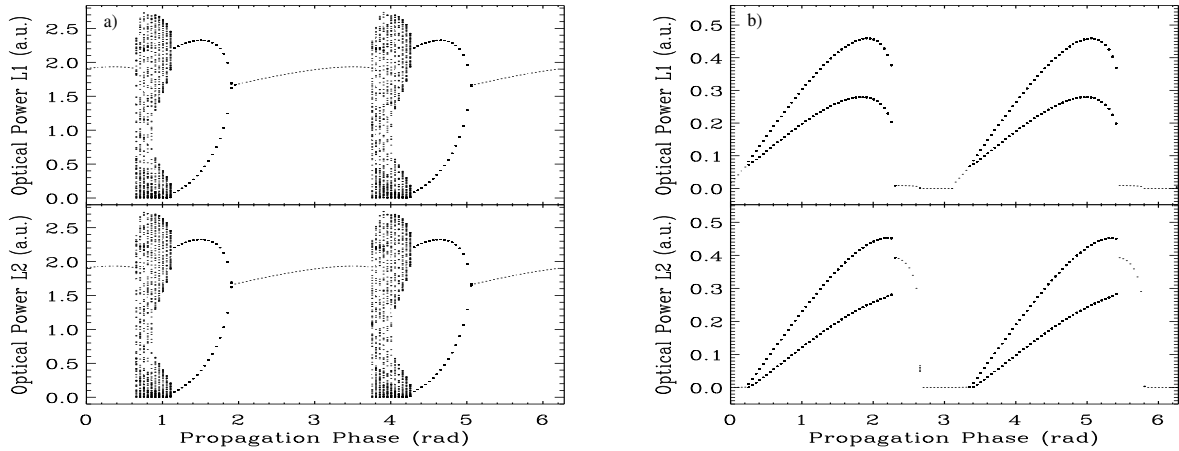 a)
Optical Power L1 (a.u.)
2.5
2.0
1.5
1.0
0.5
0.0
Optical Power L2 (a.u.)
2.5
2.0
1.5
1.0
0.5
0.0
0 1 2 3 4 5 6
Propagation Phase (rad)
b)
Optical Power L1 (a.u.)
0.5
0.4
0.3
0.2
0.1
0.0
Optical Power L2 (a.u.)
0.5
0.4
0.3
0.2
0.1
0.0
0 1 2 3 4 5 6
Propagation Phase (rad)